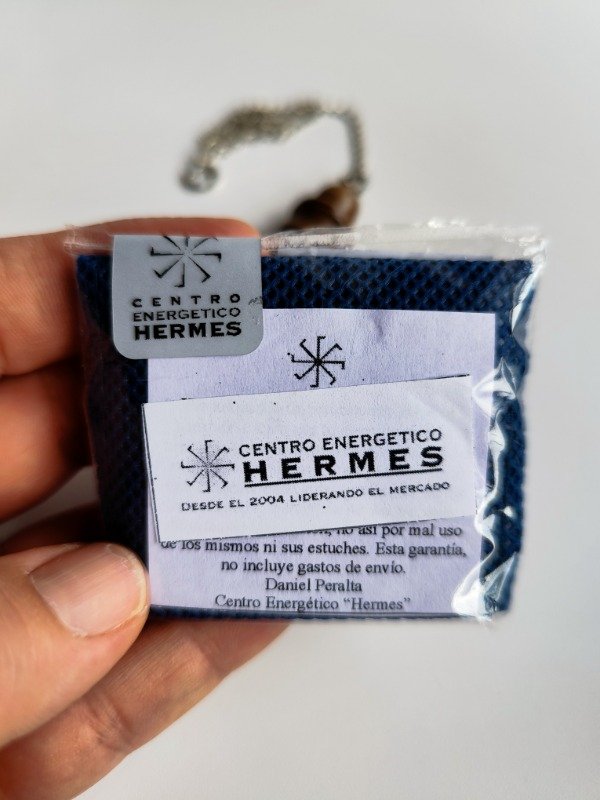 CENTRO
ENERGETICO
HERMES
CENTRO ENERGETICO
HERMES
DESDE EL 2004 LIDERANDO EL MERCADO
no así por mal uso
de los mismos ni sus estuches. Esta garantía,
no incluye gastos de envío.
Daniel Peralta
Centro Energético “Hermes”